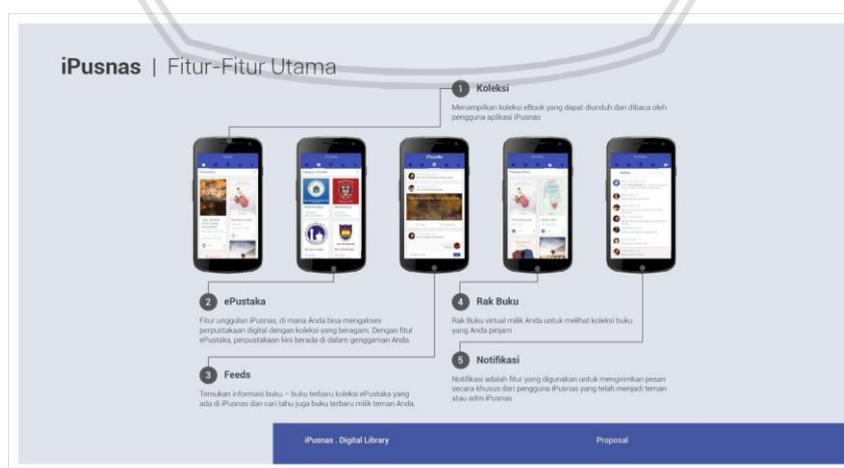 iPusnas | Fitur-Fitur Utama
1 Koleksi
Menampilkan koleksi eBook yang dapat diunduh dan dibaca oleh
pengguna aplikasi iPusnas
iPusnas
2 ePustaka
Fitur unggulan iPusnas, di mana Anda bisa mengakses
perpustakaan digital dengan koleksi yang beragam. Dengan fitur
ePustaka, perpustakaan kini berada di dalam genggaman Anda.
3 Feeds
Temukan informasi buku – buku terbaru koleksi ePustaka yang
ada di iPusnas dan cari tahu juga buku terbaru milik teman Anda.
4 Rak Buku
Rak Buku virtual milik Anda untuk melihat koleksi buku
yang Anda pinjam
5 Notifikasi
Notifikasi adalah fitur yang digunakan untuk mengirimkan pesan
secara khusus dari pengguna iPusnas yang telah menjadi teman
atau adm iPusnas
iPusnas . Digital Library
Proposal